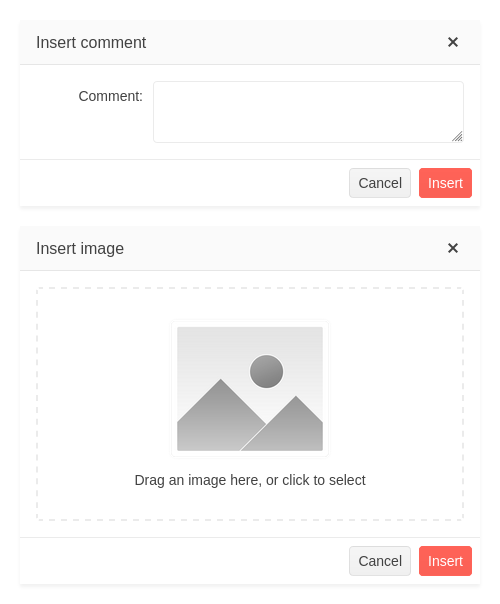 Insert comment
Comment:
Cancel Insert
Insert image
Drag an image here, or click to select
Cancel Insert